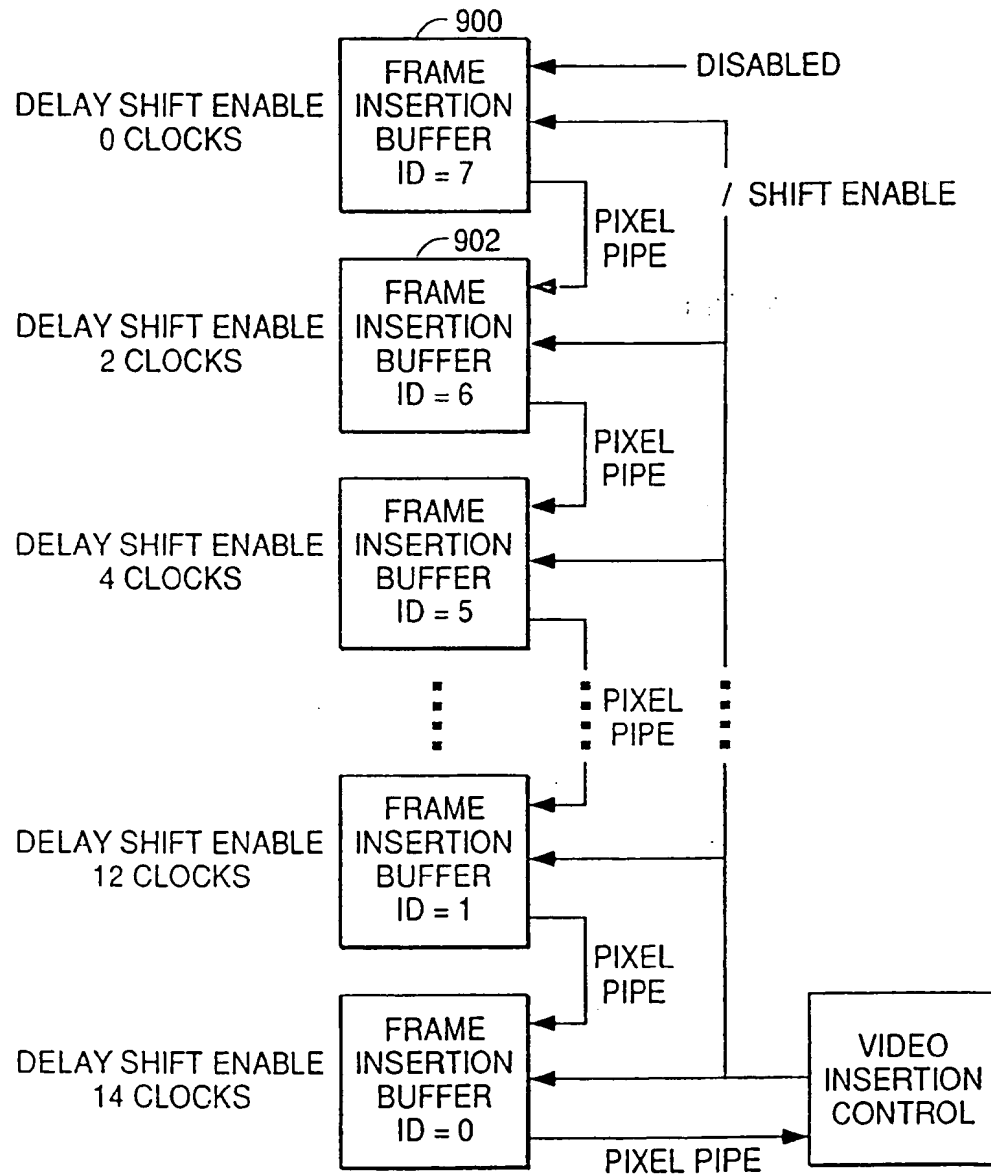 900
FRAME
INSERTION
BUFFER
ID = 7
DISABLED
DELAY SHIFT ENABLE
0 CLOCKS
SHIFT ENABLE
PIXEL
PIPE
902
FRAME
INSERTION
BUFFER
ID = 6
DELAY SHIFT ENABLE
2 CLOCKS
PIXEL
PIPE
FRAME
INSERTION
BUFFER
ID = 5
DELAY SHIFT ENABLE
4 CLOCKS
PIXEL
PIPE
FRAME
INSERTION
BUFFER
ID = 1
DELAY SHIFT ENABLE
12 CLOCKS
PIXEL
PIPE
FRAME
INSERTION
BUFFER
ID = 0
DELAY SHIFT ENABLE
14 CLOCKS
VIDEO
INSERTION
CONTROL
PIXEL PIPE